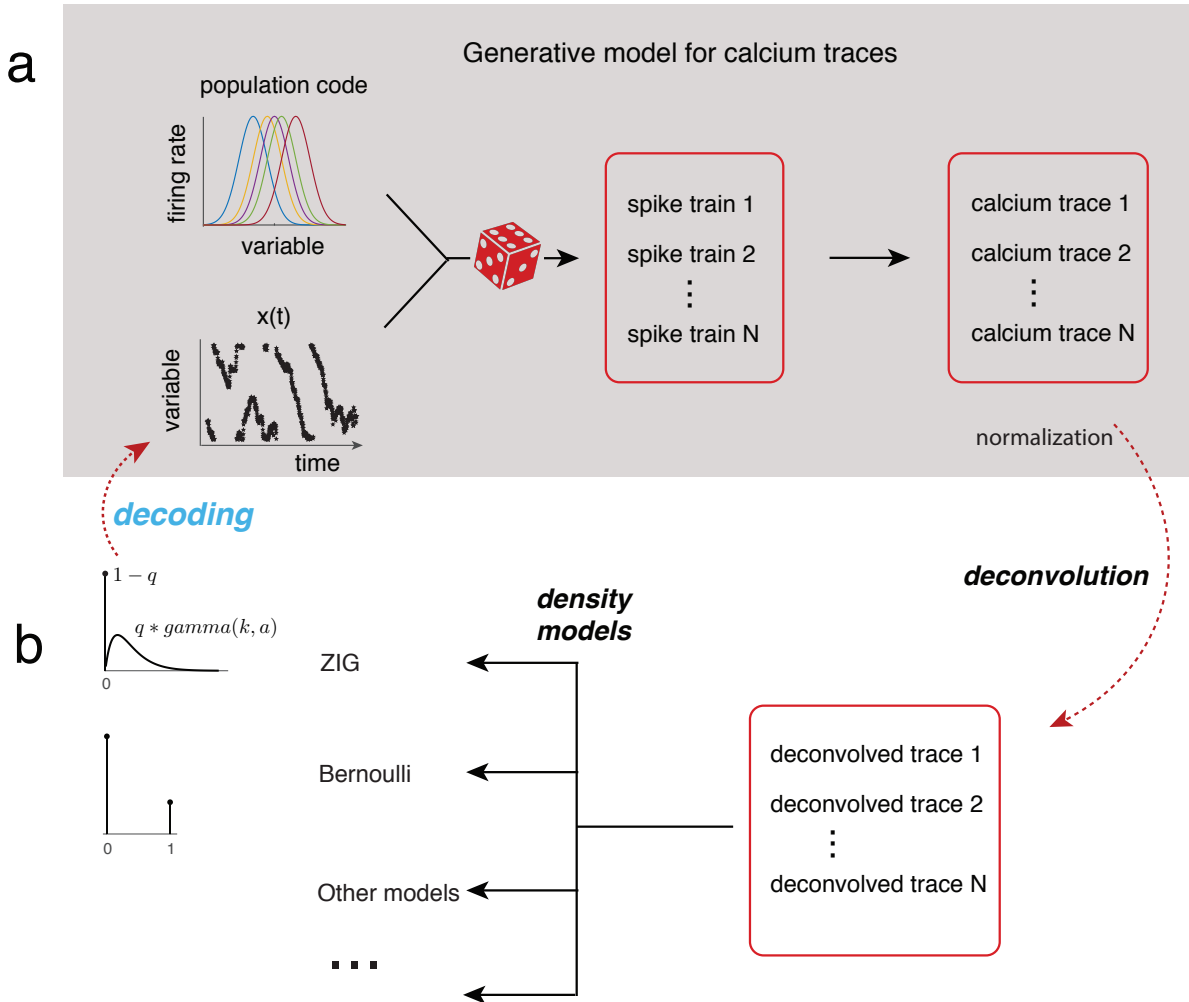 a
Generative model for calcium traces
population code
firing rate
variable
x(t)
variable
time
spike train 1
spike train 2
⋮
spike train N
calcium trace 1
calcium trace 2
⋮
calcium trace N
normalization
decoding
deconvolution
b
1 − q
q ∗ gamma(k, a)
0
0 1
density
models
ZIG
Bernoulli
Other models
...
deconvolved trace 1
deconvolved trace 2
⋮
deconvolved trace N